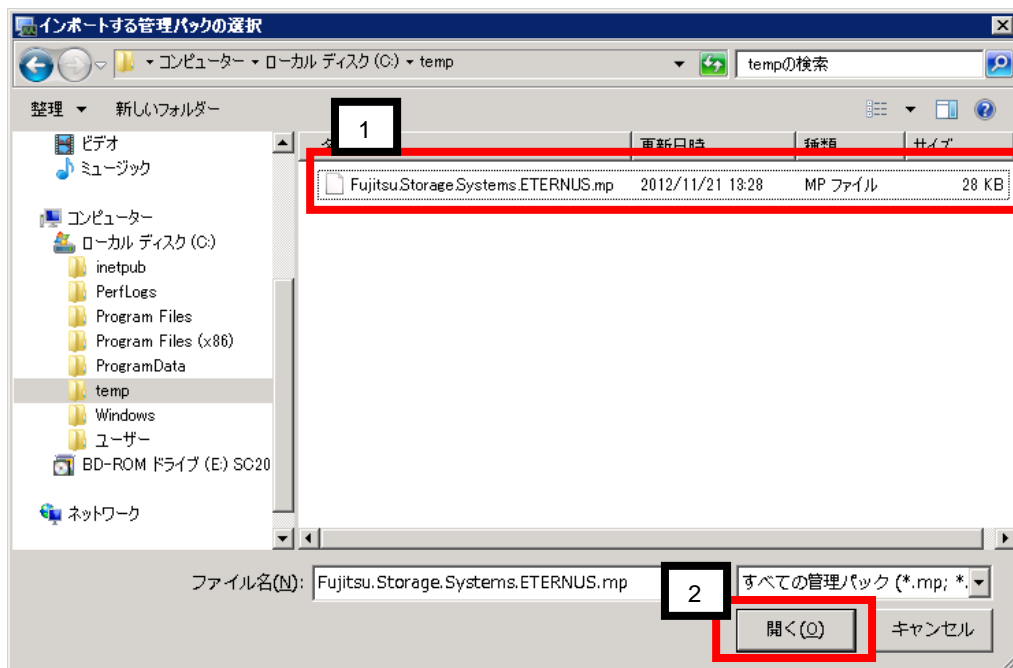 インポートする管理パックの選択
コンピューター ローカル ディスク (C:) temp
tempの検索
整理 新しいフォルダー
1
更新日時 種類 サイズ
ビデオ
ミュージック
Fujitsu.Storage.Systems.ETERNUS.mp 2012/11/21 13:28 MP ファイル 28 KB
コンピューター
ローカル ディスク (C:)
inetpub
PerfLogs
Program Files
Program Files (x86)
ProgramData
temp
Windows
ユーザー
BD-ROM ドライブ (E:) SC20
ネットワーク
ファイル名(N): Fujitsu.Storage.Systems.ETERNUS.mp
すべての管理パック (*.mp; *.
2
開く(O) キャンセル